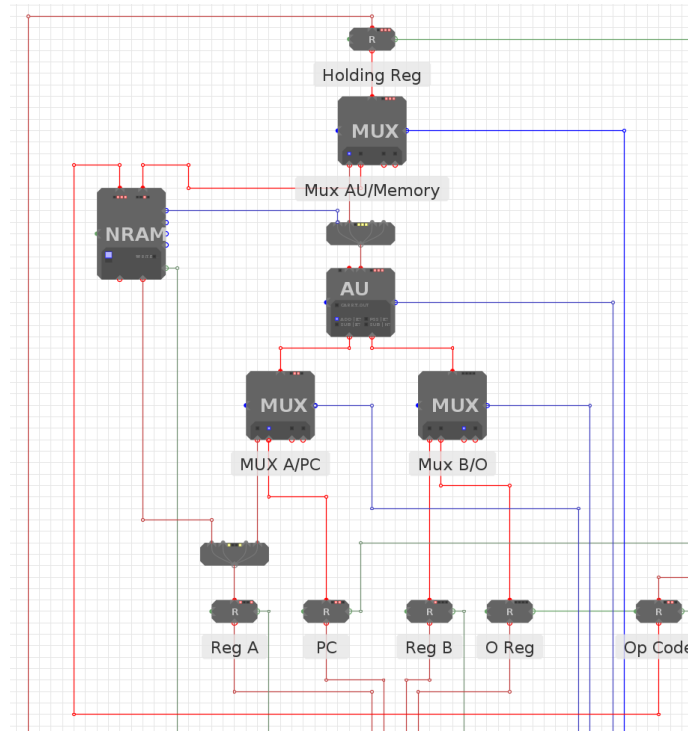 R
Holding Reg
MUX
Mux AU/Memory
NRAM
AU
MUX
MUX
MUX A/PC
Mux B/O
R
R
R
R
R
Reg A
PC
Reg B
O Reg
Op Code